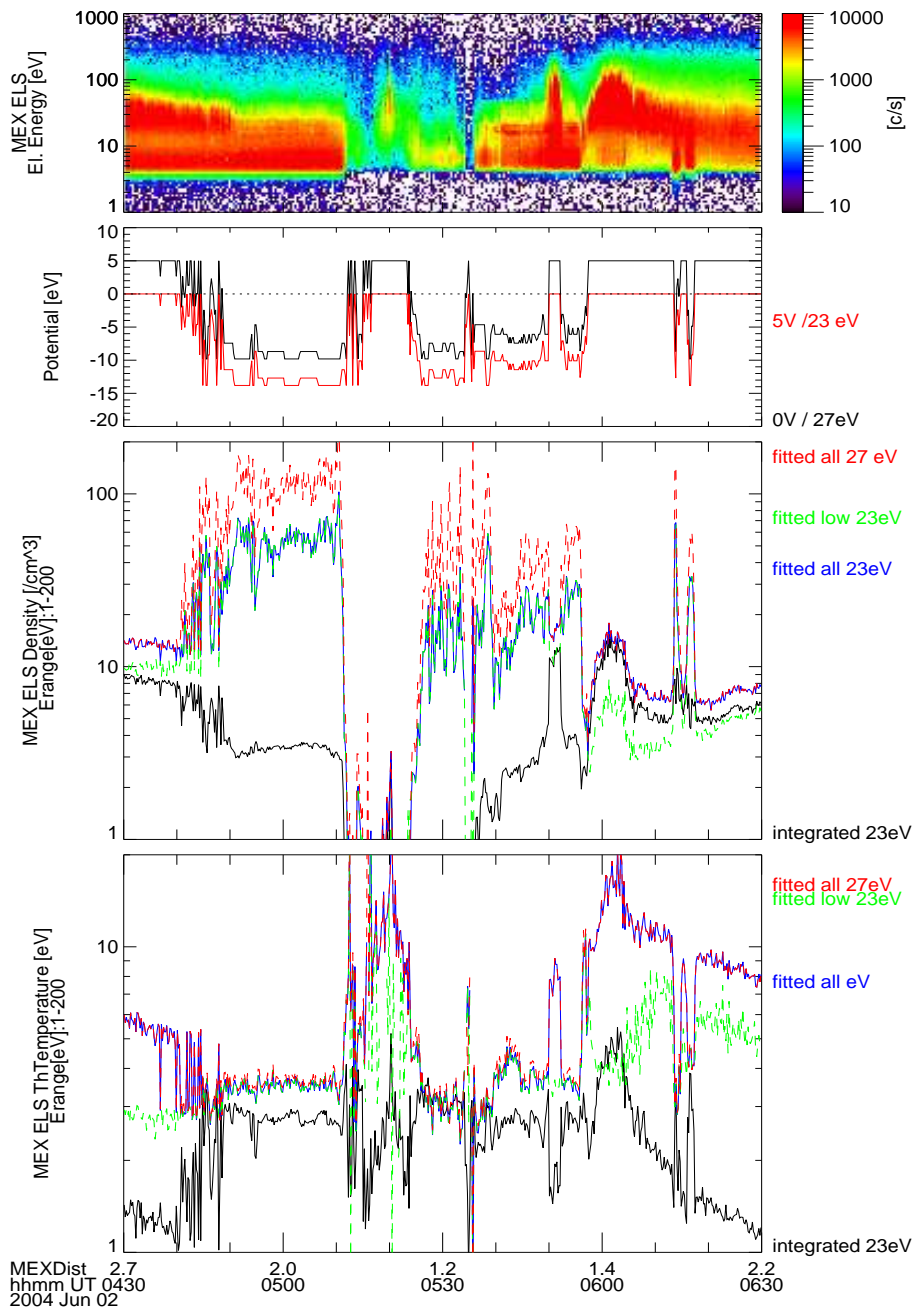 MEX ELS
El. Energy [eV]
1000
100
10
1
10000
1000
100
10
[c/s]
Potential [eV]
10
5
0
-5
-10
-15
-20
5V /23 eV
0V / 27eV
MEX ELS Density [/cm^3]
Erange[eV]:1-200
100
10
1
fitted all 27 eV
fitted low 23eV
fitted all 23eV
integrated 23eV
MEX ELS ThTemperature [eV]
Erange[eV]:1-200
10
1
fitted all 27eV
fitted low 23eV
fitted all eV
integrated 23eV
MEXDist 2.7 2.0 1.2 1.4 2.2
hhmm UT 0430 0500 0530 0600 0630
2004 Jun 02